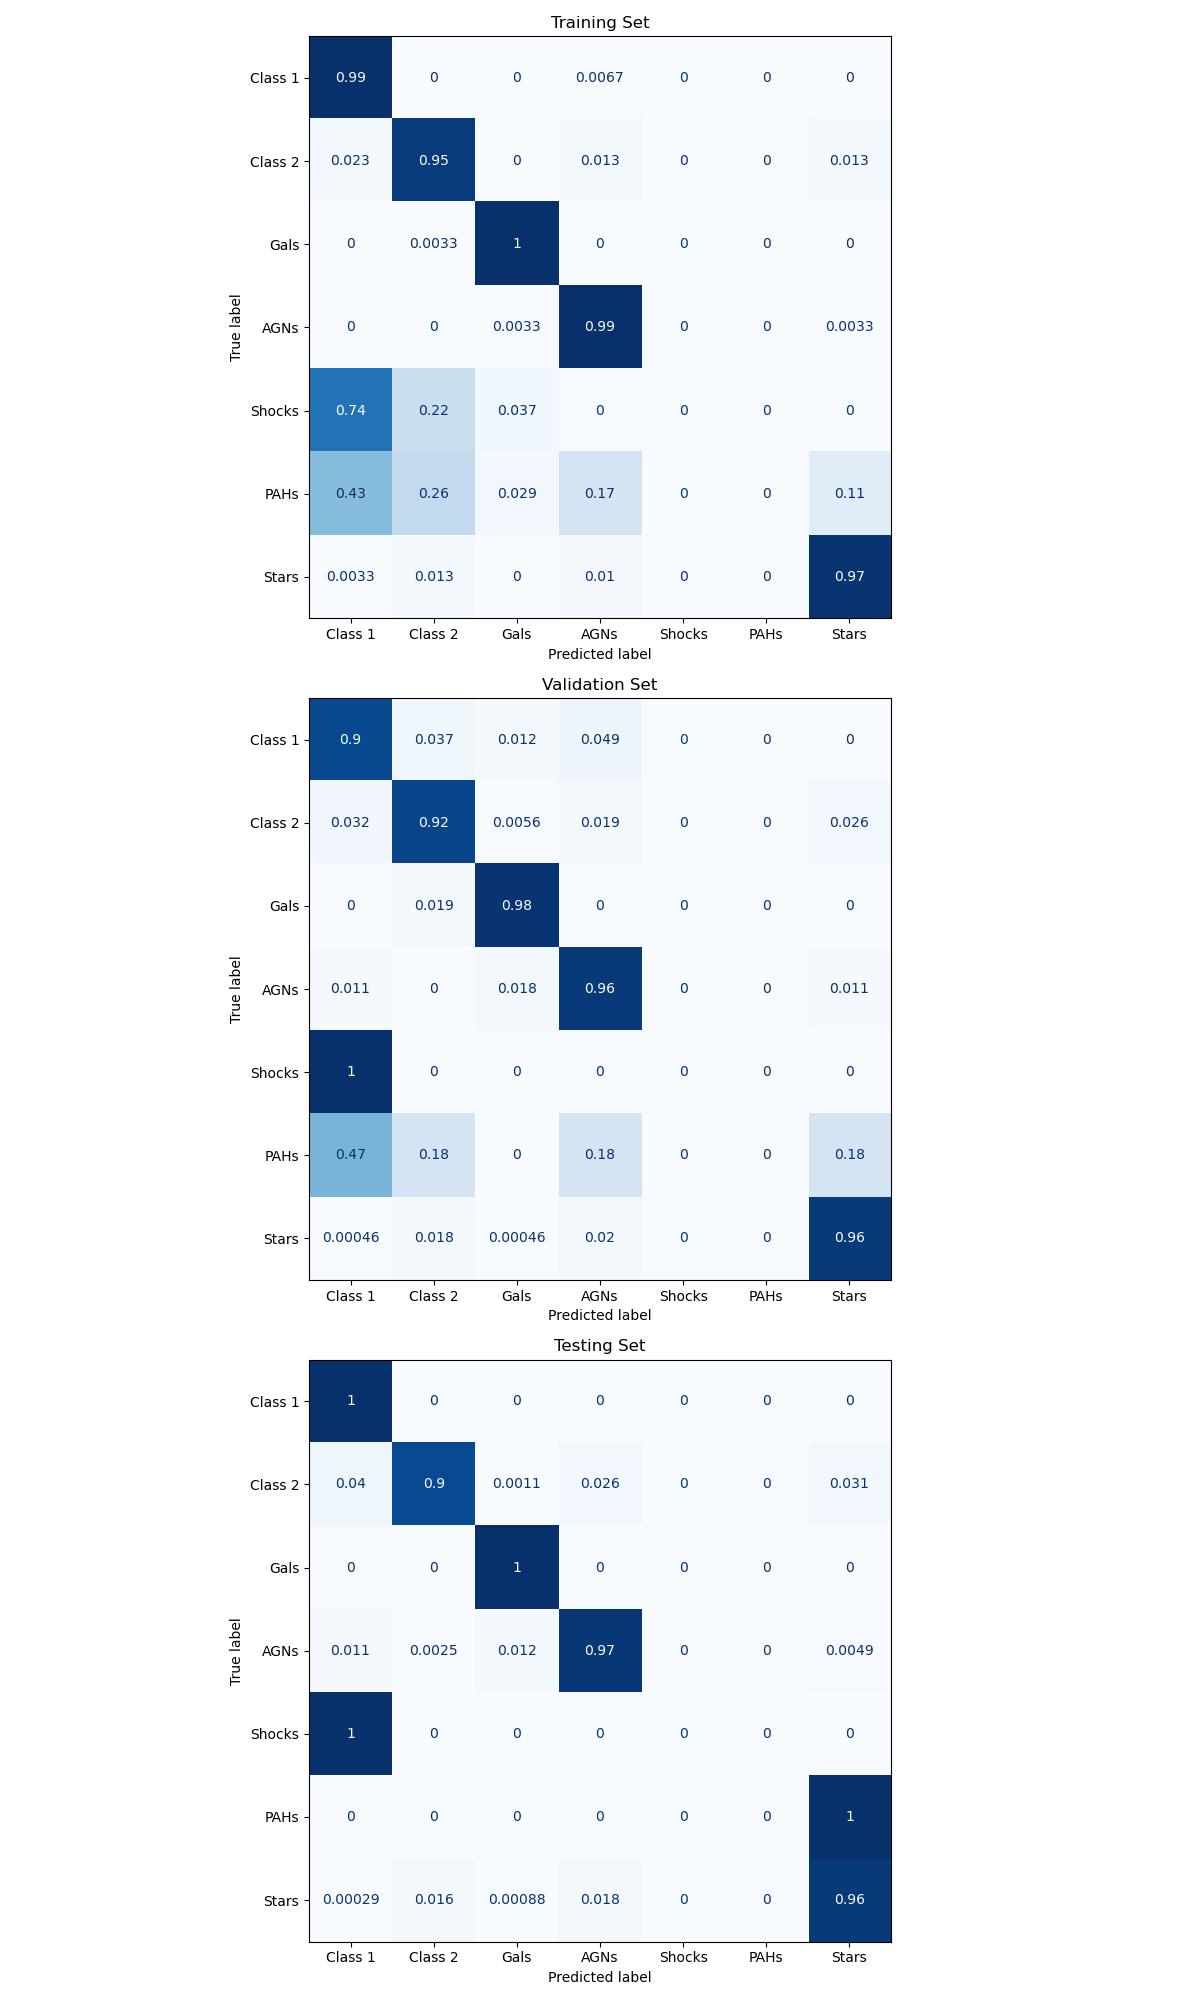 Training Set
Class 1 0.99 0 0 0.0067 0 0 0
Class 2 0.023 0.95 0 0.013 0 0 0.013
Gals 0 0.0033 1 0 0 0 0
AGNs 0 0 0.0033 0.99 0 0 0.0033
Shocks 0.74 0.22 0.037 0 0 0 0
PAHs 0.43 0.26 0.029 0.17 0 0 0.11
Stars 0.0033 0.013 0 0.01 0 0 0.97
True label
Class 1 Class 2 Gals AGNs Shocks PAHs Stars
Predicted label
Validation Set
Class 1 0.9 0.037 0.012 0.049 0 0 0
Class 2 0.032 0.92 0.0056 0.019 0 0 0.026
Gals 0 0.019 0.98 0 0 0 0
AGNs 0.011 0 0.018 0.96 0 0 0.011
Shocks 1 0 0 0 0 0 0
PAHs 0.47 0.18 0 0.18 0 0 0.18
Stars 0.00046 0.018 0.00046 0.02 0 0 0.96
True label
Class 1 Class 2 Gals AGNs Shocks PAHs Stars
Predicted label
Testing Set
Class 1 1 0 0 0 0 0 0
Class 2 0.04 0.9 0.0011 0.026 0 0 0.031
Gals 0 0 1 0 0 0 0
AGNs 0.011 0.0025 0.012 0.97 0 0 0.0049
Shocks 1 0 0 0 0 0 0
PAHs 0 0 0 0 0 0 1
Stars 0.00029 0.016 0.00088 0.018 0 0 0.96
True label
Class 1 Class 2 Gals AGNs Shocks PAHs Stars
Predicted label